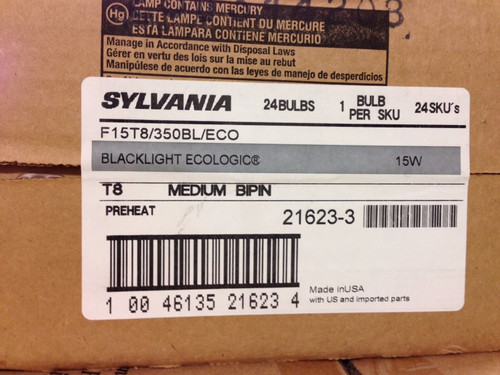 LAMP CONTAINS MERCURY
CETTE LAMPE CONTIENT DU MERCURE
ESTA LÁMPARA CONTIENE MERCURIO
Hg
Manage in Accordance with Disposal Laws
Gérer en vertu des lois sur la mise au rebut
Manipúlese de acuerdo con las leyes de manejo de desperdicios
SYLVANIA 24BULBS 1 BULB PER SKU 24SKU's
F15T8/350BL/ECO
BLACKLIGHT ECOLOGIC® 15W
T8 MEDIUM BIPIN
PREHEAT
21623-3
1 00 46135 21623 4
Made inUSA
with US and imported parts